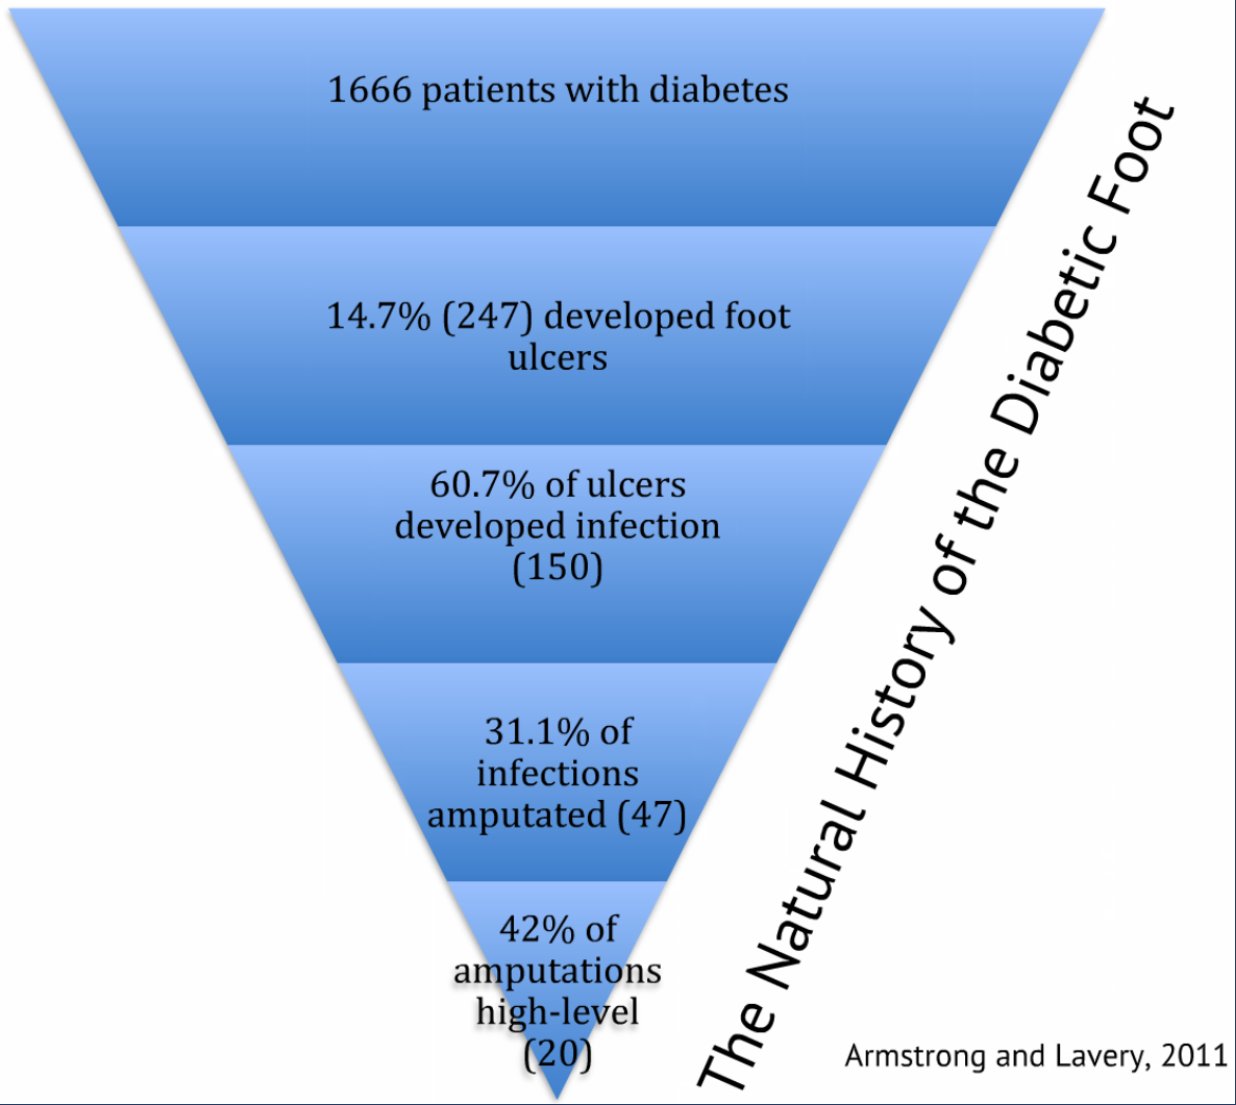 1666 patients with diabetes
14.7% (247) developed foot
ulcers
60.7% of ulcers
developed infection
(150)
31.1% of
infections
amputated (47)
42% of
amputations
high-level
(20)
The Natural History of the Diabetic Foot
Armstrong and Lavery, 2011